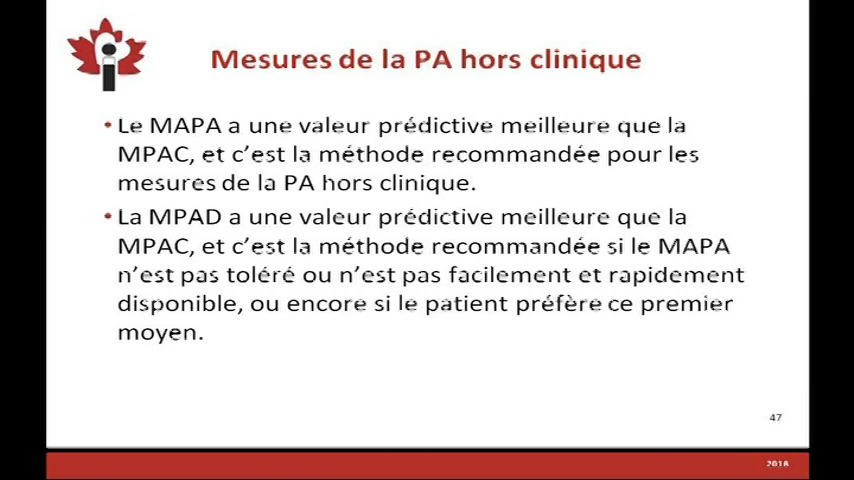 Mesures de la PA hors clinique
• Le MAPA a une valeur prédictive meilleure que la
MPAC, et c’est la méthode recommandée pour les
mesures de la PA hors clinique.
• La MPAD a une valeur prédictive meilleure que la
MPAC, et c’est la méthode recommandée si le MAPA
n’est pas toléré ou n’est pas facilement et rapidement
disponible, ou encore si le patient préfère ce premier
moyen.
47
2018